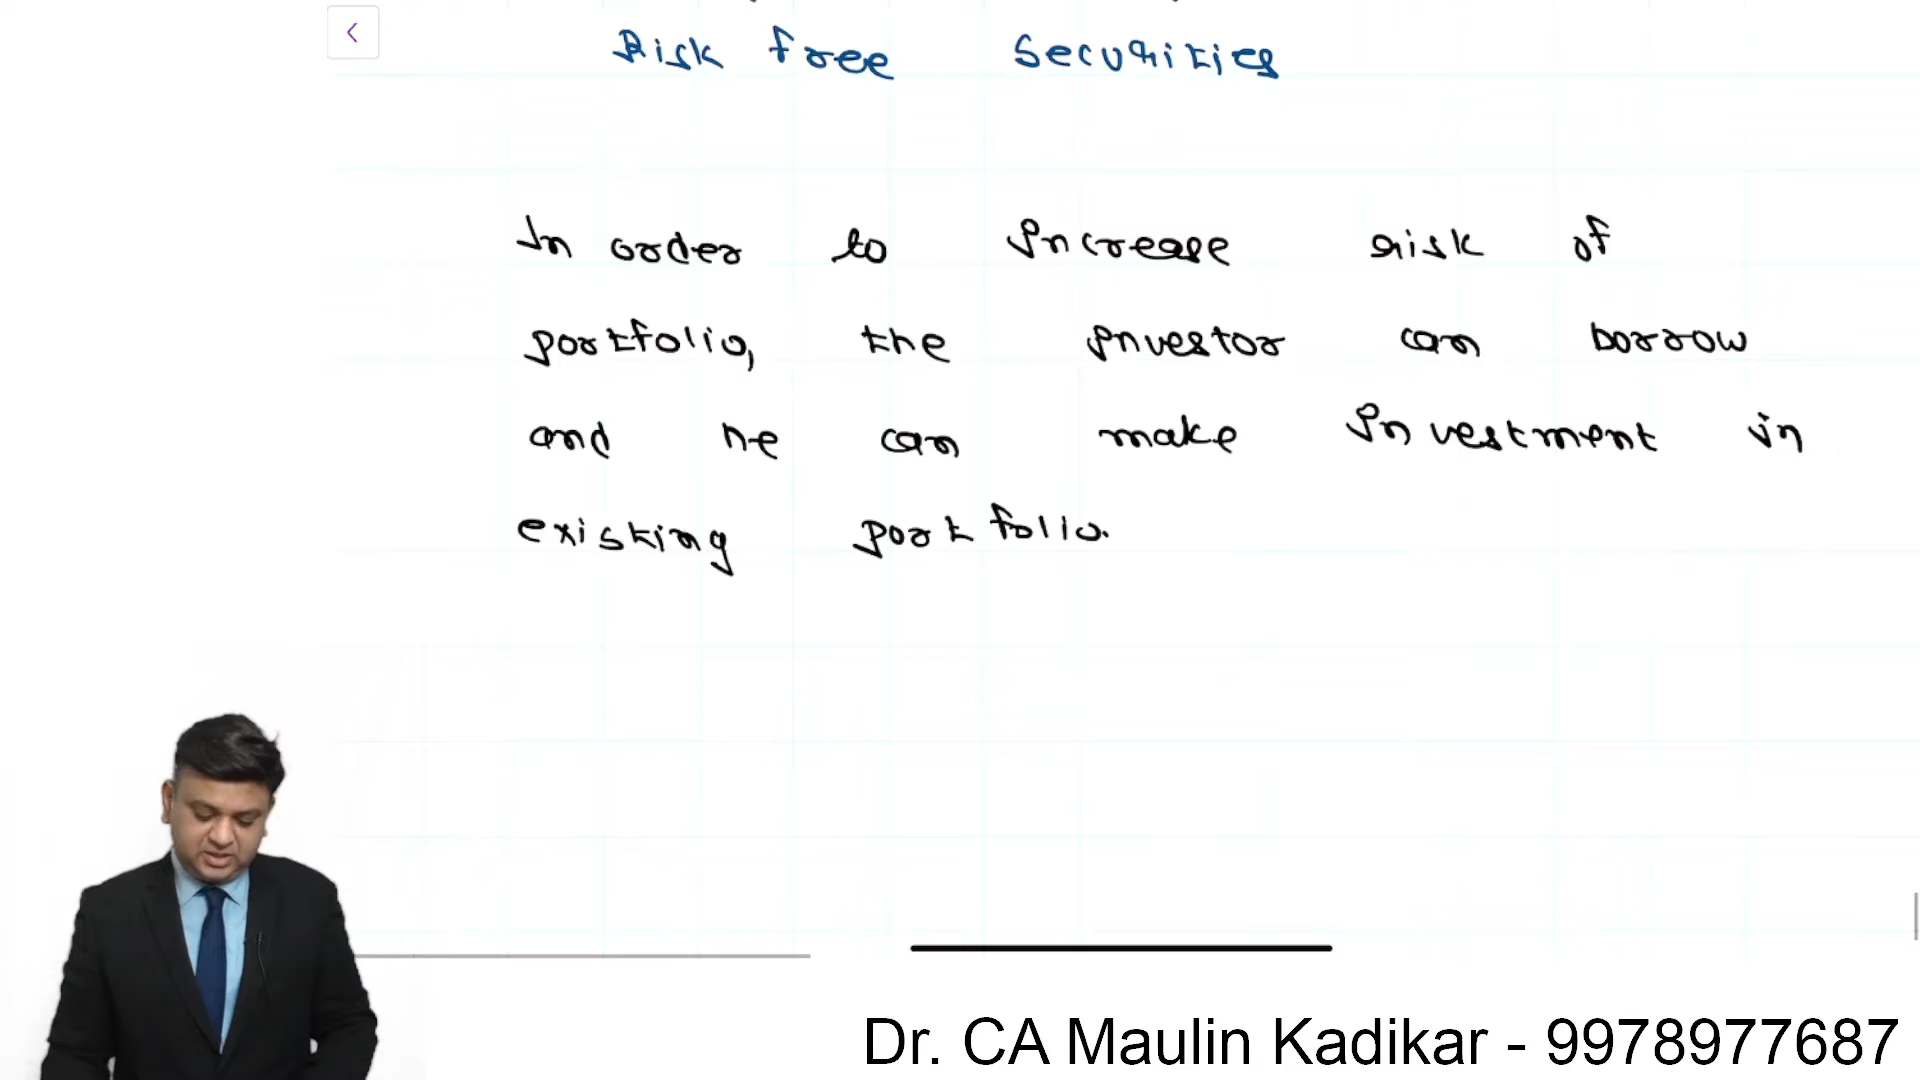 Risk free securities
In order to increase risk of
portfolio, the investor can borrow
and he can make investment in
existing portfolio.
Dr. CA Maulin Kadikar - 9978977687